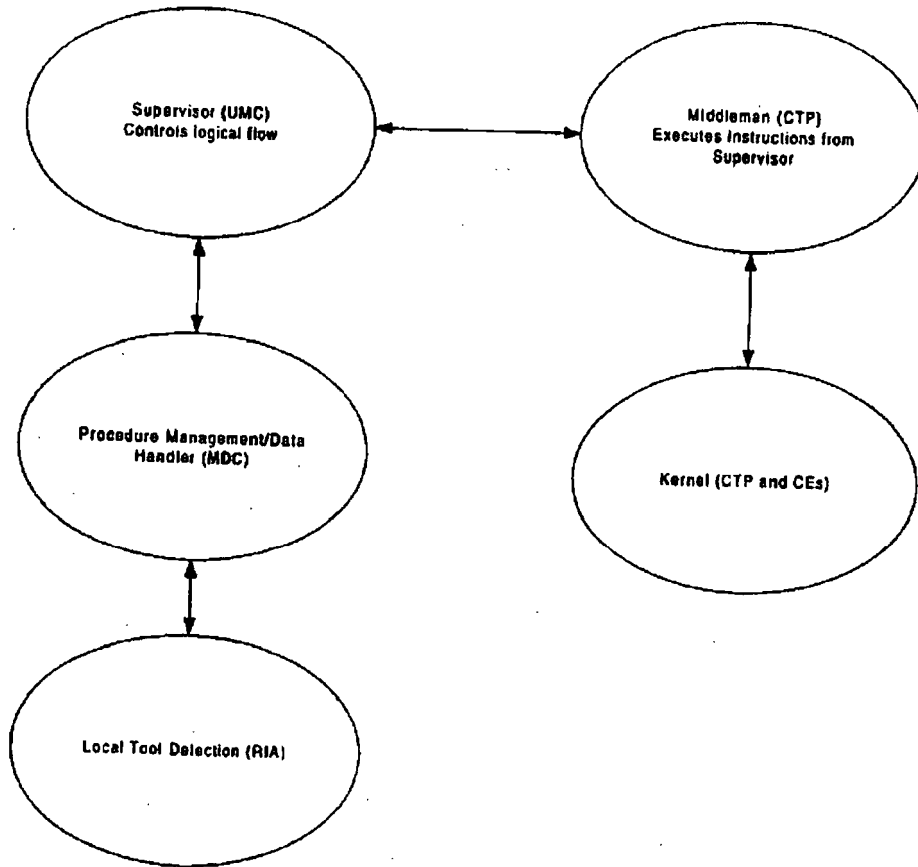 Supervisor (UMC)
Controls logical flow
Middleman (CTP)
Executes Instructions from
Supervisor
Procedure Management/Data
Handler (MDC)
Kernel (CTP and CEs)
Local Tool Detection (RIA)